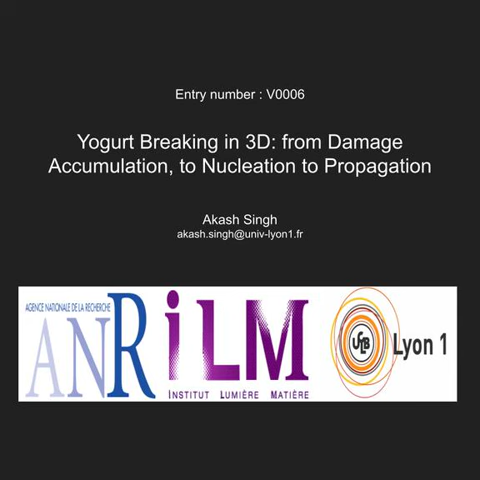 Entry number : V0006
Yogurt Breaking in 3D: from Damage
Accumulation, to Nucleation to Propagation
Akash Singh
akash.singh@univ-lyon1.fr
AGENCE NATIONALE DE LA RECHERCHE
ANR
iLM
INSTITUT LUMIÈRE MATIÈRE
UCBL
Lyon 1